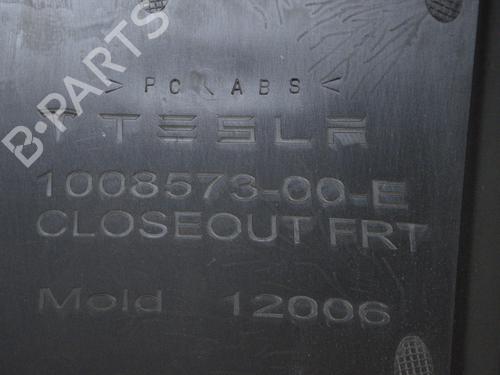 B-PARTS
> PC \ ABS <
TESLA
1008573-00-E
CLOSEOUT FRT
Mold 12006